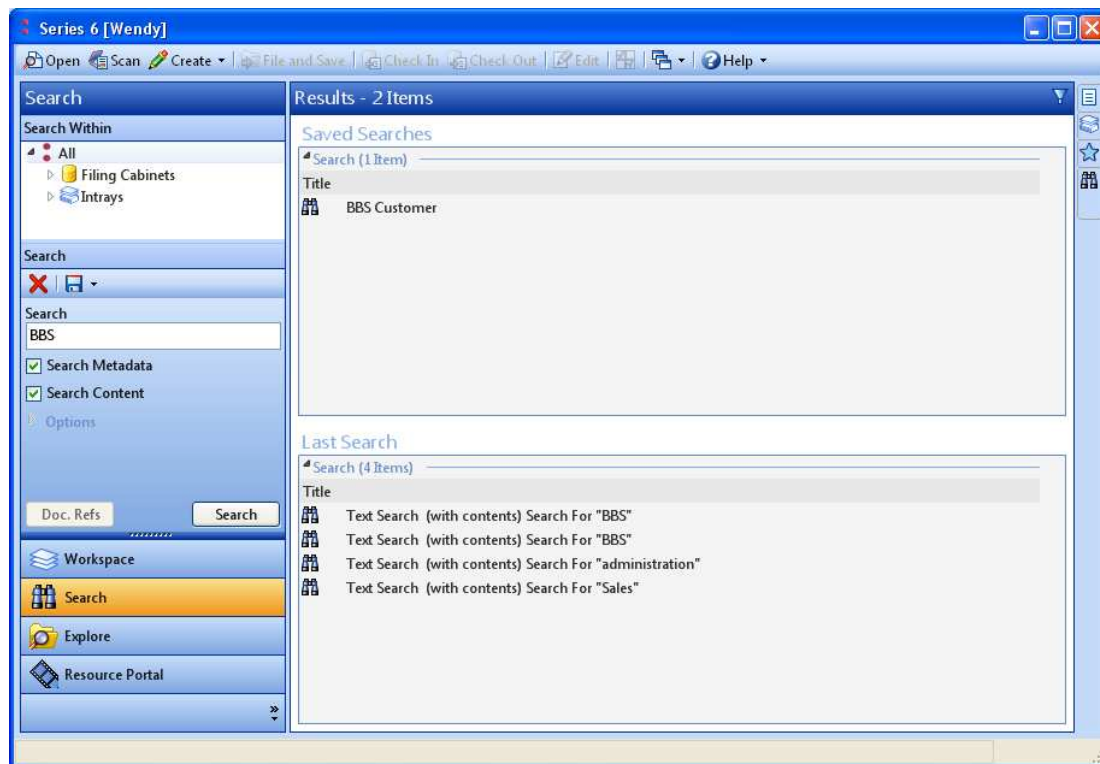 Series 6 [Wendy]
Open Scan Create File and Save Check In Check Out Edit Help
Search
Search Within
All
Filing Cabinets
Intrays
Search
Search
BBS
Search Metadata
Search Content
Options
Doc. Refs Search
Workspace
Search
Explore
Resource Portal
Results - 2 Items
Saved Searches
Search (1 Item)
Title
BBS Customer
Last Search
Search (4 Items)
Title
Text Search (with contents) Search For "BBS"
Text Search (with contents) Search For "BBS"
Text Search (with contents) Search For "administration"
Text Search (with contents) Search For "Sales"